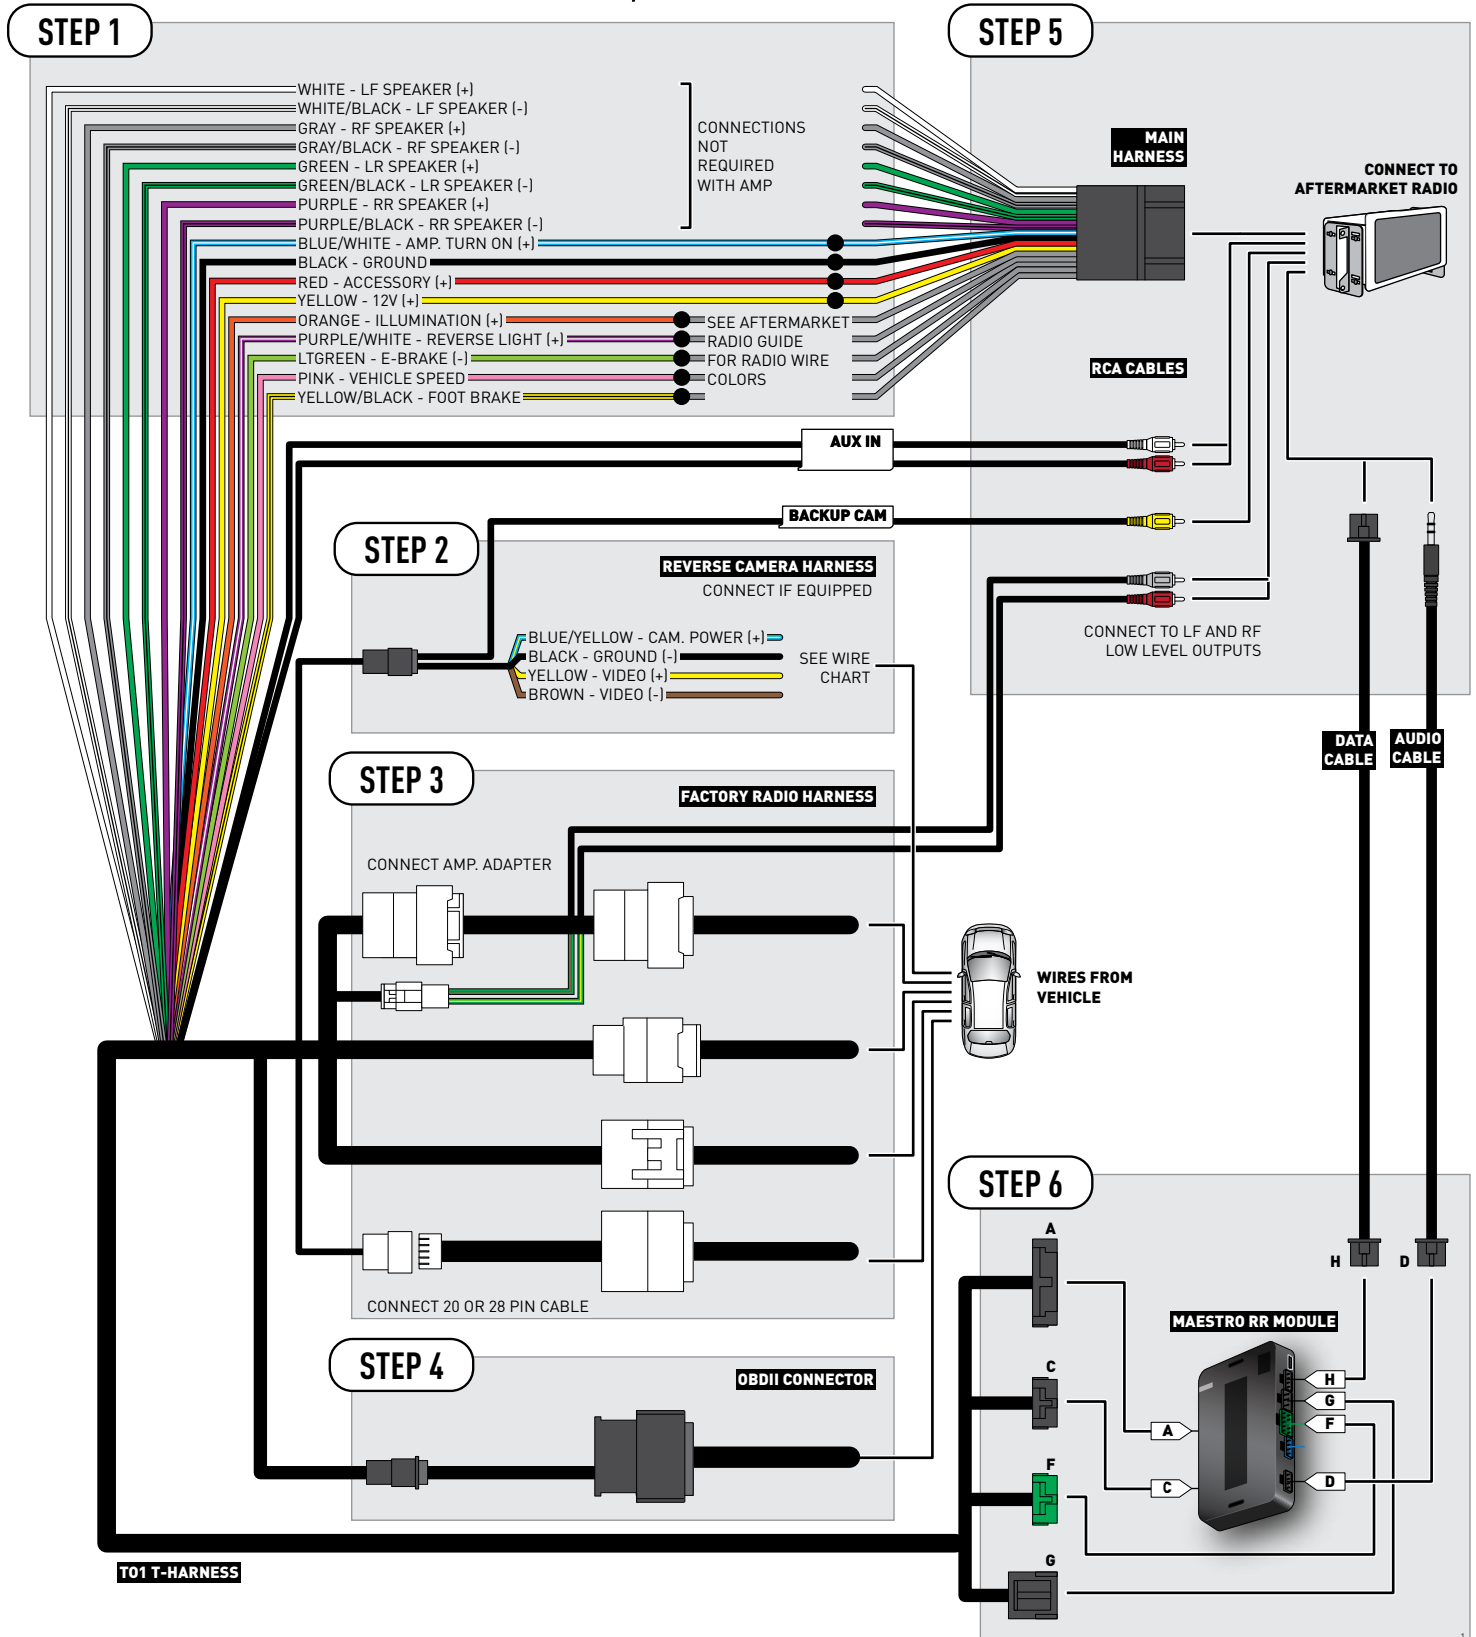 STEP 1
WHITE - LF SPEAKER (+)
WHITE/BLACK - LF SPEAKER (-)
GRAY - RF SPEAKER (+)
GRAY/BLACK - RF SPEAKER (-)
GREEN - LR SPEAKER (+)
GREEN/BLACK - LR SPEAKER (-)
PURPLE - RR SPEAKER (+)
PURPLE/BLACK - RR SPEAKER (-)
BLUE/WHITE - AMP. TURN ON (+)
BLACK - GROUND
RED - ACCESSORY (+)
YELLOW - 12V (+)
ORANGE - ILLUMINATION (+)
PURPLE/WHITE - REVERSE LIGHT (+)
LTGREEN - E-BRAKE (-)
PINK - VEHICLE SPEED
YELLOW/BLACK - FOOT BRAKE
CONNECTIONS
NOT
REQUIRED
WITH AMP
SEE AFTERMARKET
RADIO GUIDE
FOR RADIO WIRE
COLORS
STEP 5
MAIN
HARNESS
CONNECT TO
AFTERMARKET RADIO
RCA CABLES
AUX IN
BACKUP CAM
CONNECT TO LF AND RF
LOW LEVEL OUTPUTS
DATA
CABLE
AUDIO
CABLE
STEP 2
REVERSE CAMERA HARNESS
CONNECT IF EQUIPPED
BLUE/YELLOW - CAM. POWER (+)
BLACK - GROUND (-)
YELLOW - VIDEO (+)
BROWN - VIDEO (-)
SEE WIRE
CHART
STEP 3
FACTORY RADIO HARNESS
CONNECT AMP. ADAPTER
WIRES FROM
VEHICLE
CONNECT 20 OR 28 PIN CABLE
STEP 4
OBDII CONNECTOR
TO1 T-HARNESS
STEP 6
A
H
D
MAESTRO RR MODULE
C
H
G
F
A
F
C
D
G
1